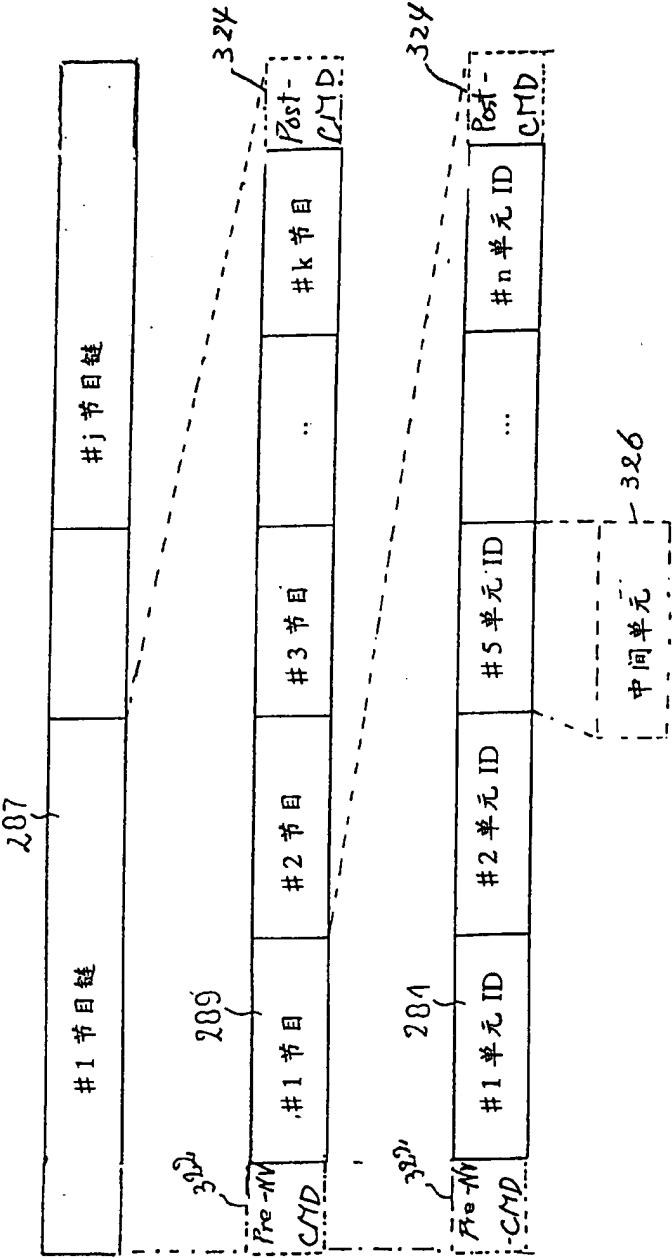 287
#1 节目链
#j 节目链
322
Pre-NV
CMD
289
#1 节目
#2 节目
#3 节目
..
#k 节目
Post-
CMD
324
322
Pre-NV
-CMD
281
#1 单元 ID
#2 单元 ID
#5 单元 ID
...
#n 单元 ID
Post-
CMD
324
中间单元
326